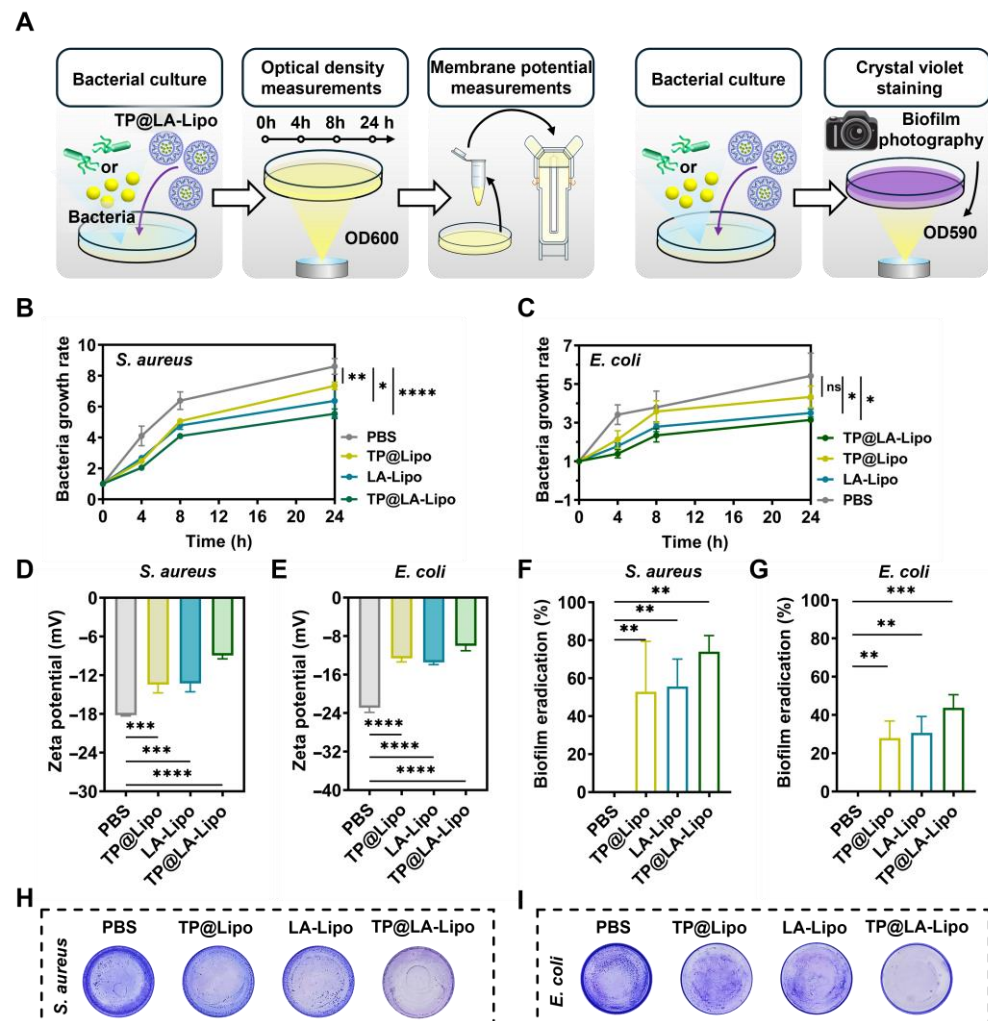 A
Bacterial culture
Optical density
measurements
Membrane potential
measurements
Bacterial culture
Crystal violet
staining
TP@LA-Lipo
or
Bacteria
0h 4h 8h 24 h
OD600
or
Biofilm
photography
OD590
B
S. aureus
Bacteria growth rate
10
8
6
4
2
0
0 4 8 12 16 20 24
Time (h)
** * ****
PBS
TP@Lipo
LA-Lipo
TP@LA-Lipo
C
E. coli
Bacteria growth rate
7
5
3
1
−1
0 4 8 12 16 20 24
Time (h)
ns * *
TP@LA-Lipo
TP@Lipo
LA-Lipo
PBS
D
S. aureus
Zeta potential (mV)
0
−6
−12
−18
−24
−30
***
***
****
PBS
TP@Lipo
LA-Lipo
TP@LA-Lipo
E
E. coli
Zeta potential (mV)
0
−8
−16
−24
−32
−40
****
****
****
PBS
TP@Lipo
LA-Lipo
TP@LA-Lipo
F
S. aureus
Biofilm eradication (%)
100
80
60
40
20
0
**
**
**
PBS
TP@Lipo
LA-Lipo
TP@LA-Lipo
G
E. coli
Biofilm eradication (%)
100
80
60
40
20
0
***
**
**
PBS
TP@Lipo
LA-Lipo
TP@LA-Lipo
H
PBS TP@Lipo LA-Lipo TP@LA-Lipo
S. aureus
I
PBS TP@Lipo LA-Lipo TP@LA-Lipo
E. coli